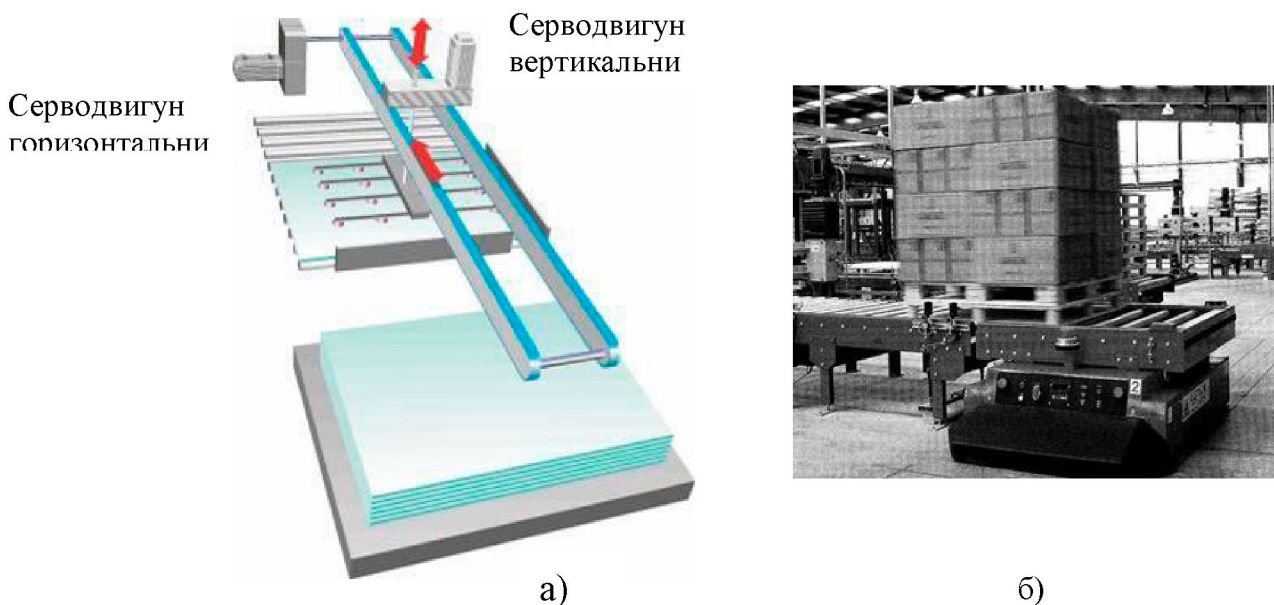 Серводвигун
вертикальни
Серводвигун
горизонтальни
2
а)
б)